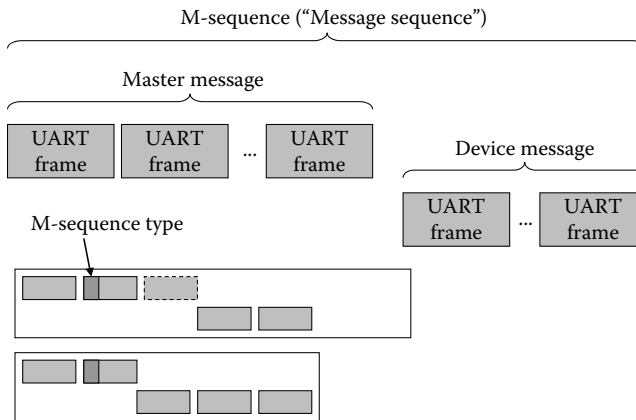 M-sequence (“Message sequence”)
Master message
UART frame
UART frame
...
UART frame
Device message
UART frame
...
UART frame
M-sequence type